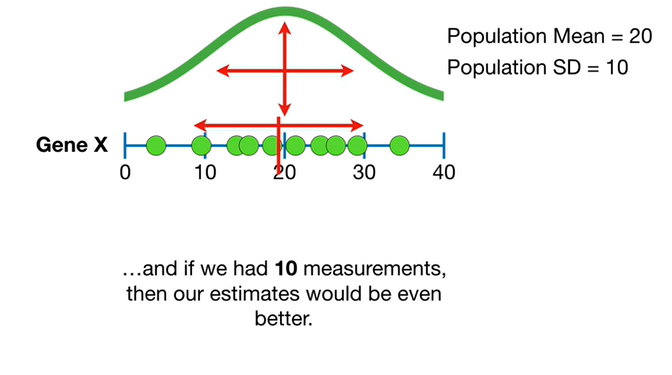 Population Mean = 20
Population SD = 10
Gene X
0 10 20 30 40
…and if we had 10 measurements,
then our estimates would be even
better.